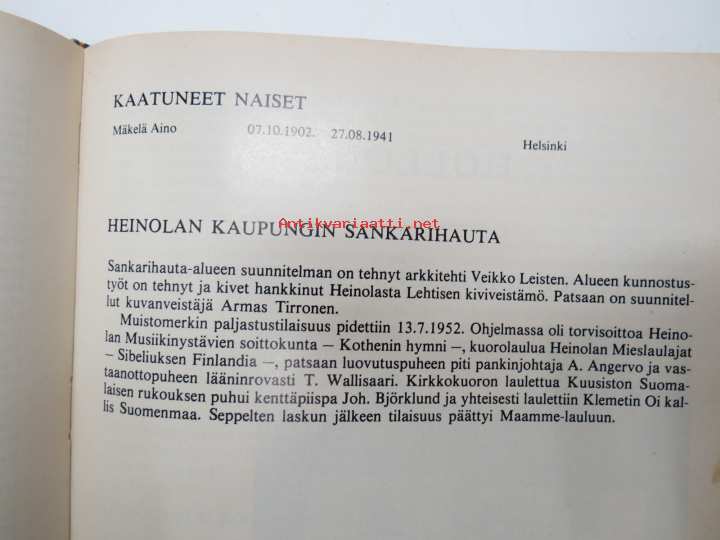 KAATUNEET NAISET
Mäkelä Aino 07.10.1902. 27.08.1941 Helsinki
Antikvariaatti.net
HEINOLAN KAUPUNGIN SANKARIHAUTA
Sankarihauta-alueen suunnitelman on tehnyt arkkitehti Veikko Leisten. Alueen kunnostus-
työt on tehnyt ja kivet hankkinut Heinolasta Lehtisen kiviveistämö. Patsaan on suunnitel-
lut kuvanveistäjä Armas Tirronen.
Muistomerkin paljastustilaisuus pidettiin 13.7.1952. Ohjelmassa oli torvisoittoa Heino-
lan Musiikinystävien soittokunta — Kothenin hymni —, kuorolaulua Heinolan Mieslaulajat
— Sibeliuksen Finlandia —, patsaan luovutuspuheen piti pankinjohtaja A. Angervo ja vas-
taanottopuheen lääninrovasti T. Wallisaari. Kirkkokuoron laulettua Kuusiston Suoma-
laisen rukouksen puhui kenttäpiispa Joh. Björklund ja yhteisesti laulettiin Klemetin Oi kal-
lis Suomenmaa. Seppelten laskun jälkeen tilaisuus päättyi Maamme-lauluun.